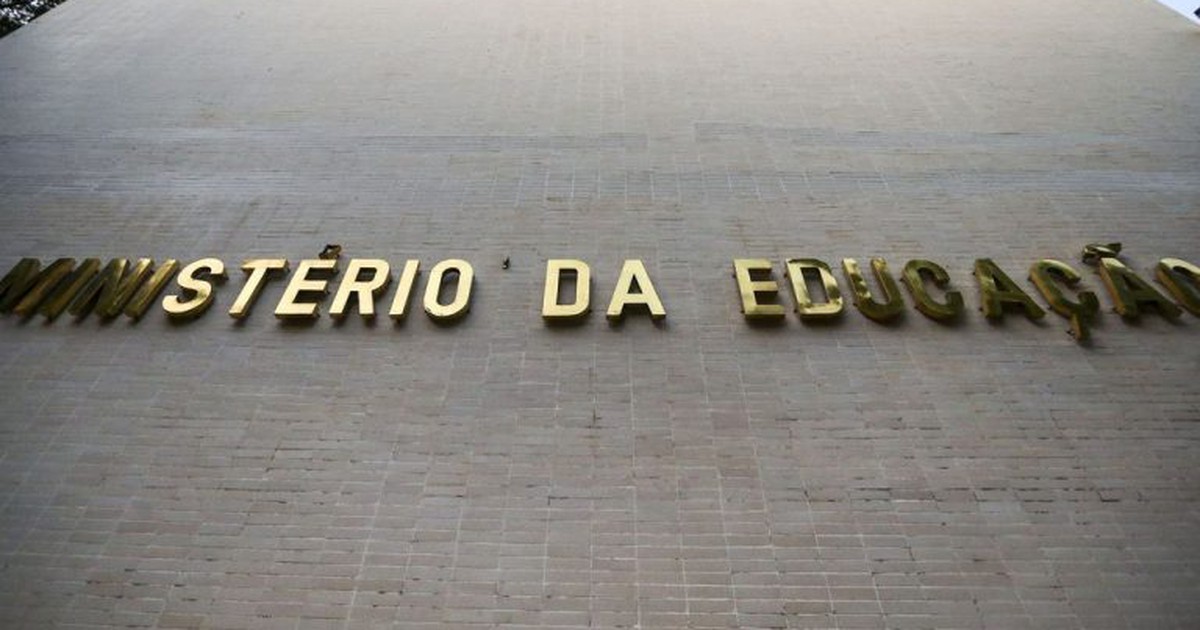 MINISTÉRIO DA EDUCAÇÃO